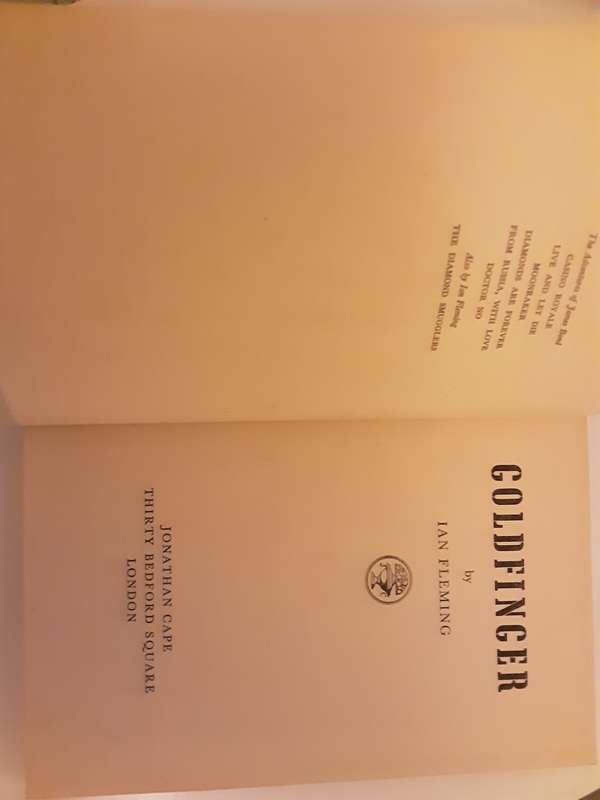 The Adventures of James Bond
CASINO ROYALE
LIVE AND LET DIE
MOONRAKER
DIAMONDS ARE FOREVER
FROM RUSSIA, WITH LOVE
DOCTOR NO
Also by Ian Fleming
THE DIAMOND SMUGGLERS
GOLDFINGER
by
IAN FLEMING
JONATHAN CAPE
THIRTY BEDFORD SQUARE
LONDON